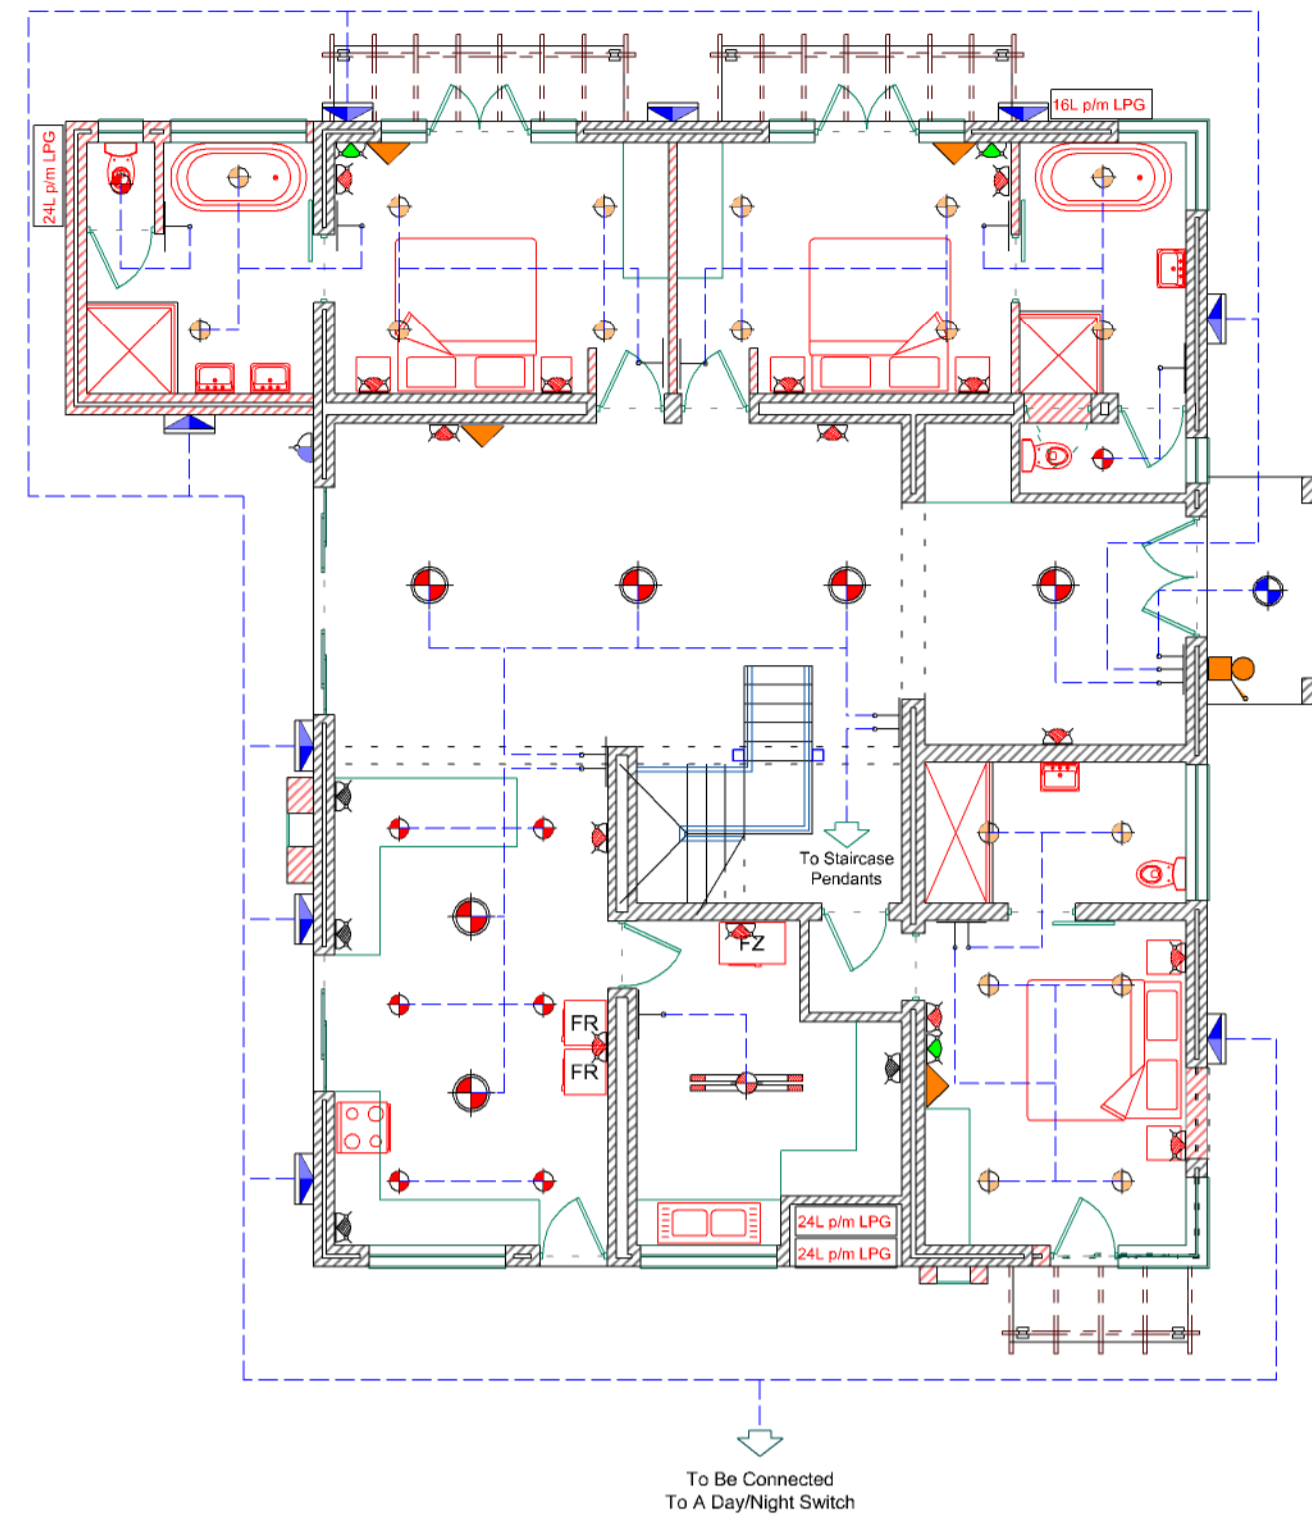 16L p/m LPG
24L p/m LPG
To Staircase
Pendants
FZ
FR
FR
24L p/m LPG
24L p/m LPG
To Be Connected
To A Day/Night Switch